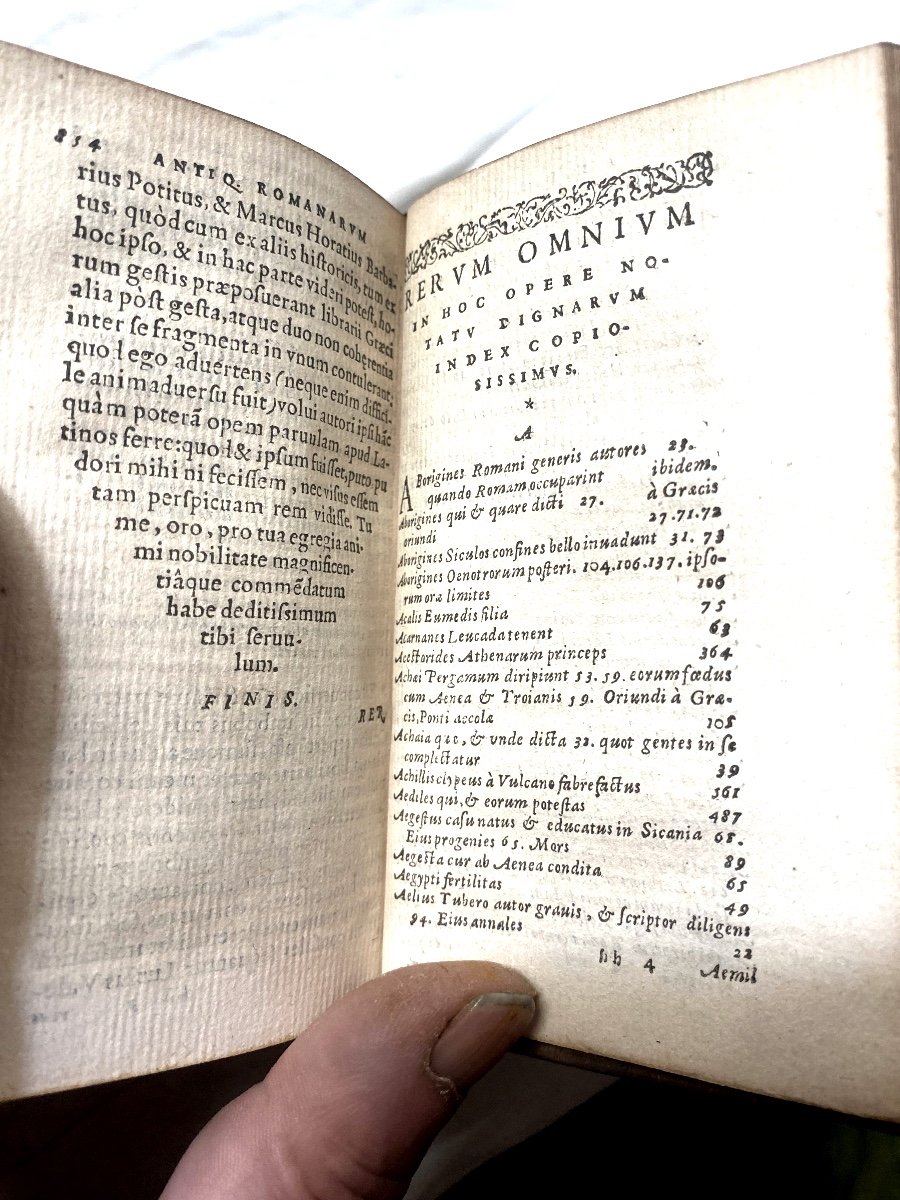 854 ANTIQ. ROMANARVM
rius Potitus, & Marcus Horatius Barba-
tus, quòd cum ex aliis historicis, tum ex
hoc ipso, & in hac parte videri potest, ho-
rum gestis præposuerant librarii Græci
alia pòst gesta, atque duo non coherentia
inter se fragmenta in vnum contulerant:
quod ego aduertens (neque enim diffici-
le animaduersu fuit) volui autori ipsi hâc
quàm poterã opem paruulam apud La-
tinos ferre: quod & ipsum fuisset, puto, pu
dori mihi ni fecissem, nec visus essem
tam perspicuam rem vidisse. Tu
me, oro, pro tua egregia ani-
mi nobilitate magnificen-
tiâque commẽdatum
habe deditissimum
tibi seruu-
lum.
FINIS.
RER.
RERVM OMNIVM
IN HOC OPERE NO-
TATV DIGNARVM
INDEX COPIO-
SISSIMVS.
*
A
ABorigines Romani generis autores 29.
quando Romam occuparint ibidem.
Aborigines qui & quare dicti 27. à Græcis
oriundi 27.71.72
Aborigines Siculos confines bello inuadunt 31.73
Aborigines Oenotrorum posteri. 104.106.137. ipso-
rum oræ limites 106
Acalis Eumedis filia 75
Acarnanes Leucada tenent 63
Acestorides Athenarum princeps 364
Achæi Pergamum diripiunt 53.59. eorum fœdus
cum Aenea & Troianis 59. Oriundi à Græ-
cis, Ponti accolæ 105
Achaia quæ, & vnde dicta 32. quot gentes in se
complectatur 39
Achillis clypeus à Vulcano fabrefactus 361
Aediles qui, & eorum potestas 487
Aegestus casu natus & educatus in Sicania 68.
Eius progenies 65. Mors 89
Aegesta cur ab Aenea condita 65
Aegypti fertilitas 49
Aelius Tubero autor grauis, & scriptor diligens
94. Eius annales 22
hh 4 Aemil